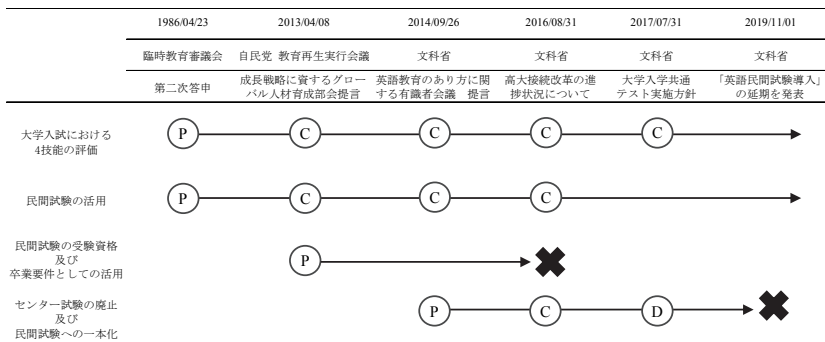 1986/04/23 2013/04/08 2014/09/26 2016/08/31 2017/07/31 2019/11/01
臨時教育審議会 自民党 教育再生実行会議 文科省 文科省 文科省 文科省
第二次答申 成長戦略に資するグロー 英語教育のあり方に関 高大接続改革の進 大学入学共通 「英語民間試験導入」
バル人材育成部会提言 する有識者会議 提言 捗状況について テスト実施方針 の延期を発表
大学入試における
4技能の評価
P C C C C
民間試験の活用
P C C C
民間試験の受験資格
及び
卒業要件としての活用
P
センター試験の廃止
及び
民間試験への一本化
P C D